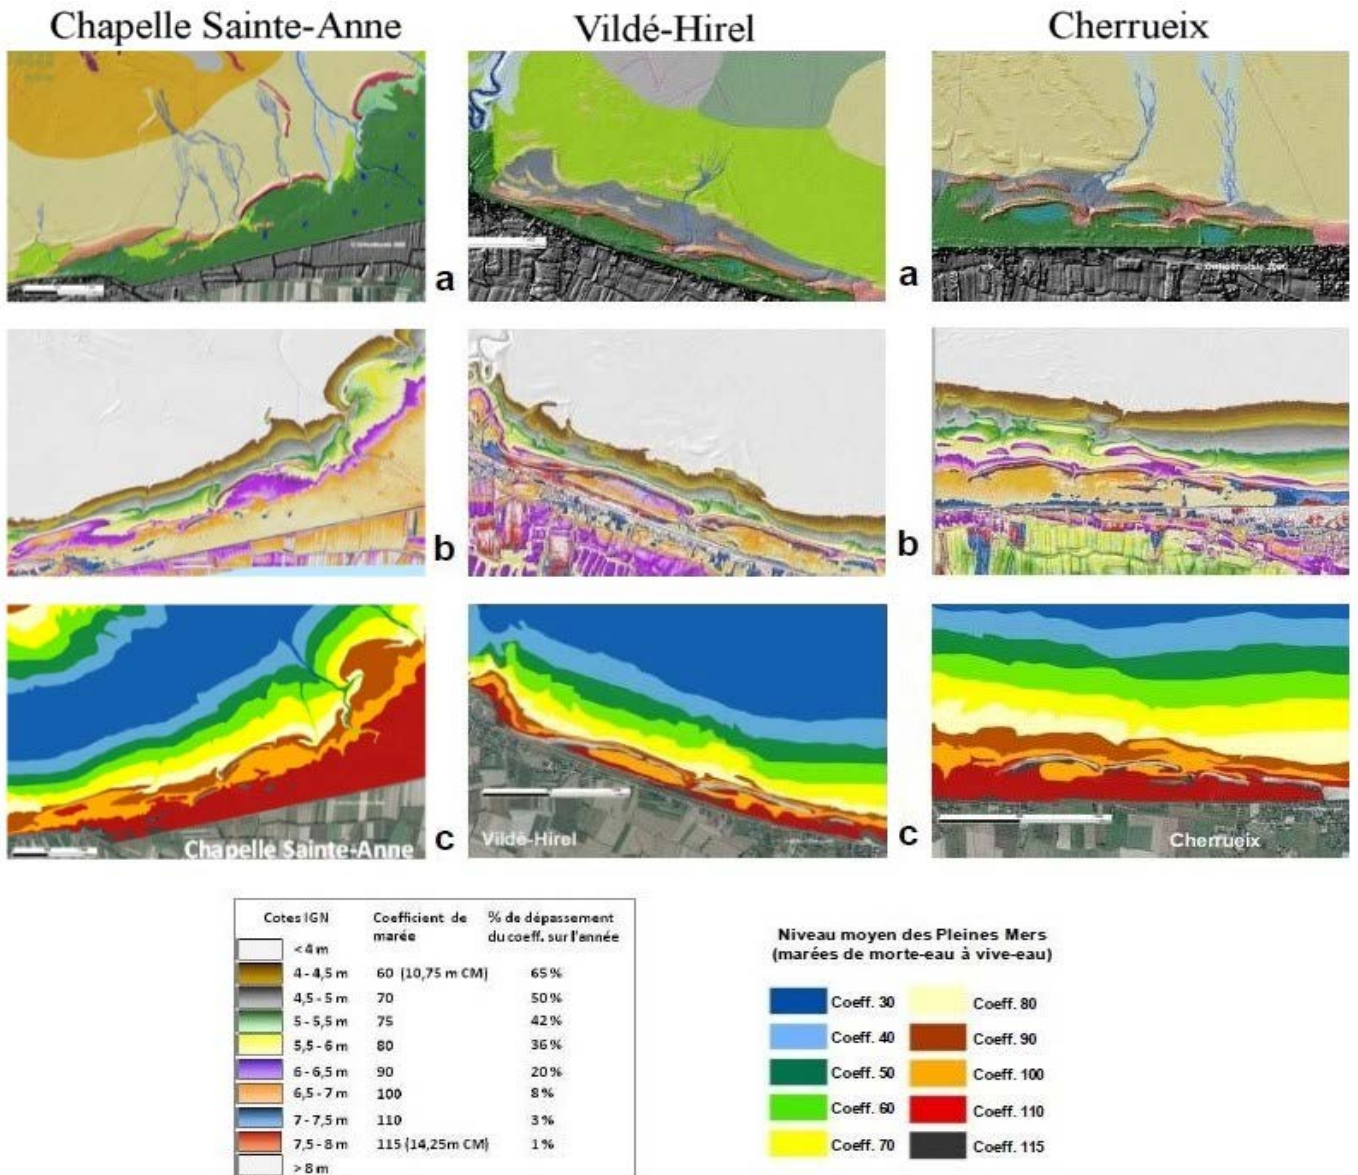 Chapelle Sainte-Anne
Vildé-Hirel
Cherrueix
a
a
b
b
c
Chapelle Sainte-Anne
Vildé-Hirel
c
Cherrueix
Cotes IGN Coefficient de marée % de dépassement du coeff. sur l'année
< 4 m
4 - 4,5 m 60 (10,75 m CM) 65 %
4,5 - 5 m 70 50 %
5 - 5,5 m 75 42 %
5,5 - 6 m 80 36 %
6 - 6,5 m 90 20 %
6,5 - 7 m 100 8 %
7 - 7,5 m 110 3 %
7,5 - 8 m 115 (14,25m CM) 1 %
> 8 m
Niveau moyen des Pleines Mers
(marées de morte-eau à vive-eau)
Coeff. 30 Coeff. 80
Coeff. 40 Coeff. 90
Coeff. 50 Coeff. 100
Coeff. 60 Coeff. 110
Coeff. 70 Coeff. 115